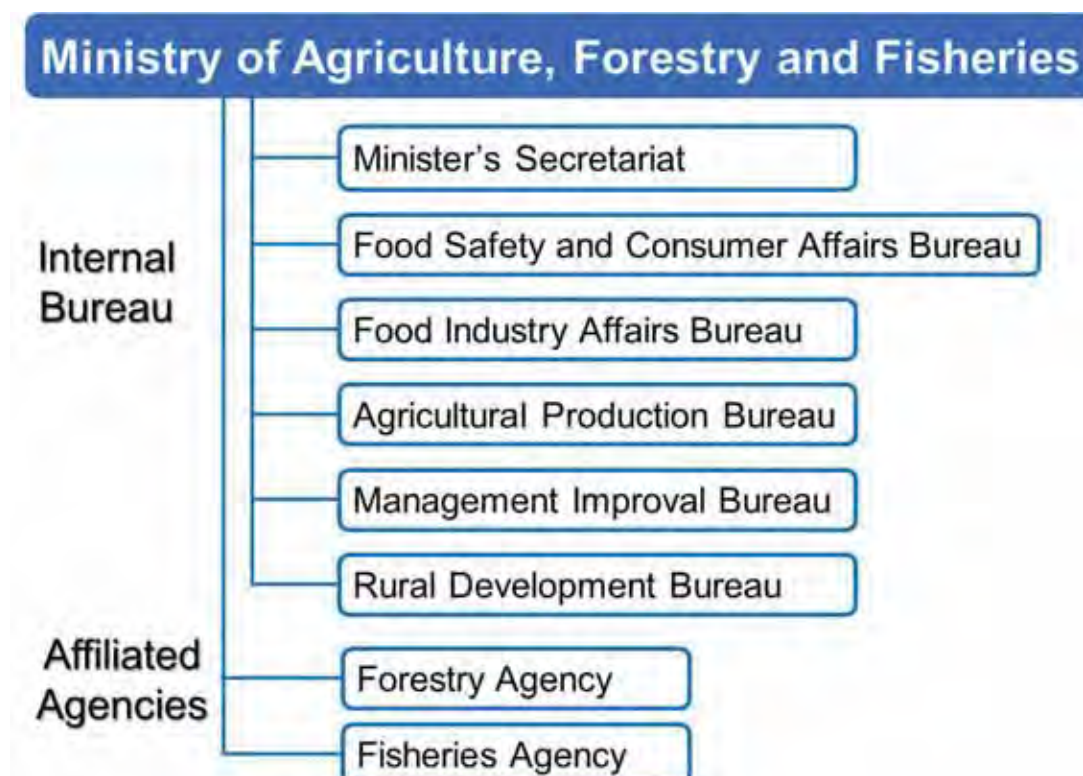 Ministry of Agriculture, Forestry and Fisheries
Internal
Bureau
Minister's Secretariat
Food Safety and Consumer Affairs Bureau
Food Industry Affairs Bureau
Agricultural Production Bureau
Management Improval Bureau
Rural Development Bureau
Affiliated
Agencies
Forestry Agency
Fisheries Agency